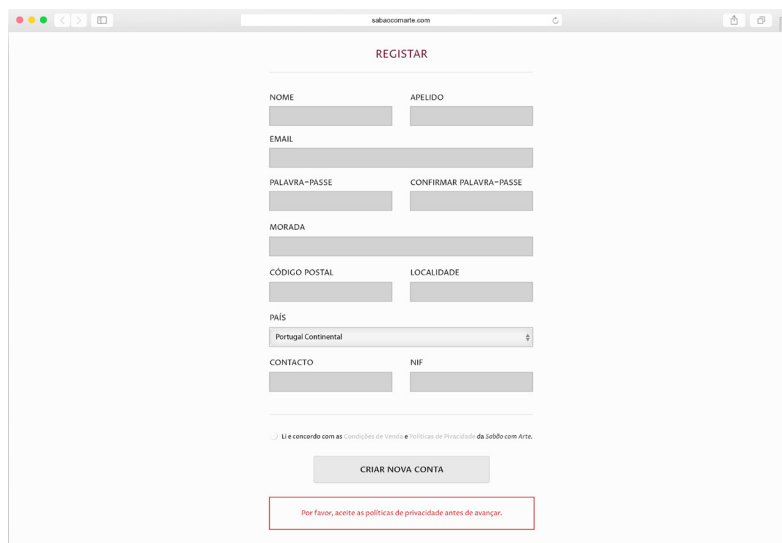 sabaocomarte.com
REGISTAR
NOME APELIDO
EMAIL
PALAVRA-PASSE CONFIRMAR PALAVRA-PASSE
MORADA
CÓDIGO POSTAL LOCALIDADE
PAÍS
Portugal Continental
CONTACTO NIF
Li e concordo com as Condições de Venda e Políticas de Privacidade da Sabão com Arte.
CRIAR NOVA CONTA
Por favor, aceite as políticas de privacidade antes de avançar.